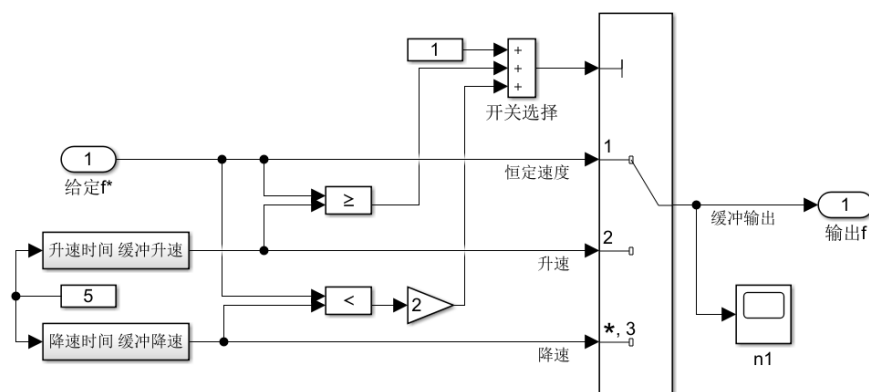 1
+
+
+
开关选择
1
给定f*
恒定速度
1
≥
缓冲输出
1
输出f
升速时间 缓冲升速
升速
2
5
<
2
降速时间 缓冲降速
降速
*, 3
n1